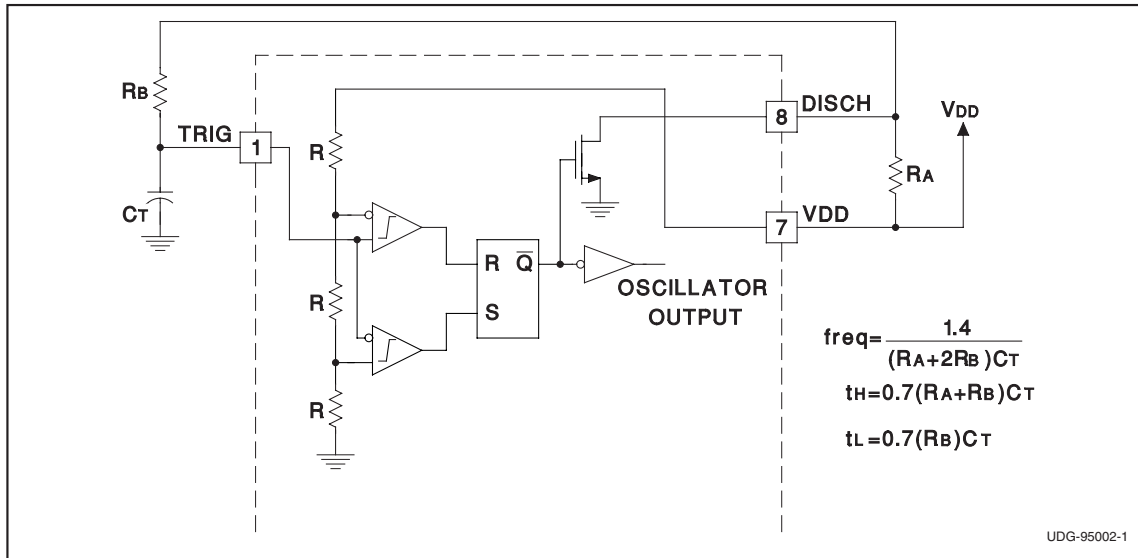 RB
TRIG
1
CT
R
R
R
R
Q̅
S
8
DISCH
VDD
RA
VDD
7
OSCILLATOR
OUTPUT
freq= 1.4
(RA+2RB)CT
tH=0.7(RA+RB)CT
tL=0.7(RB)CT
UDG-95002-1